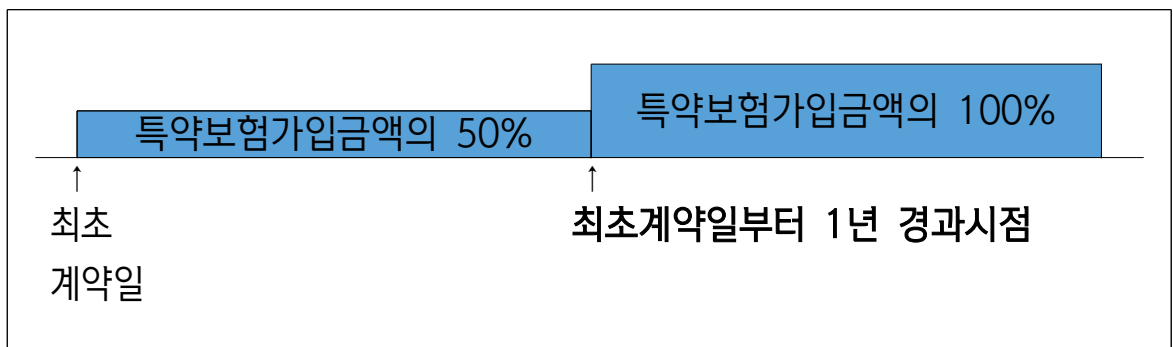 특약보험가입금액의 50%
특약보험가입금액의 100%
↑
최초
계약일
↑
최초계약일부터 1년 경과시점